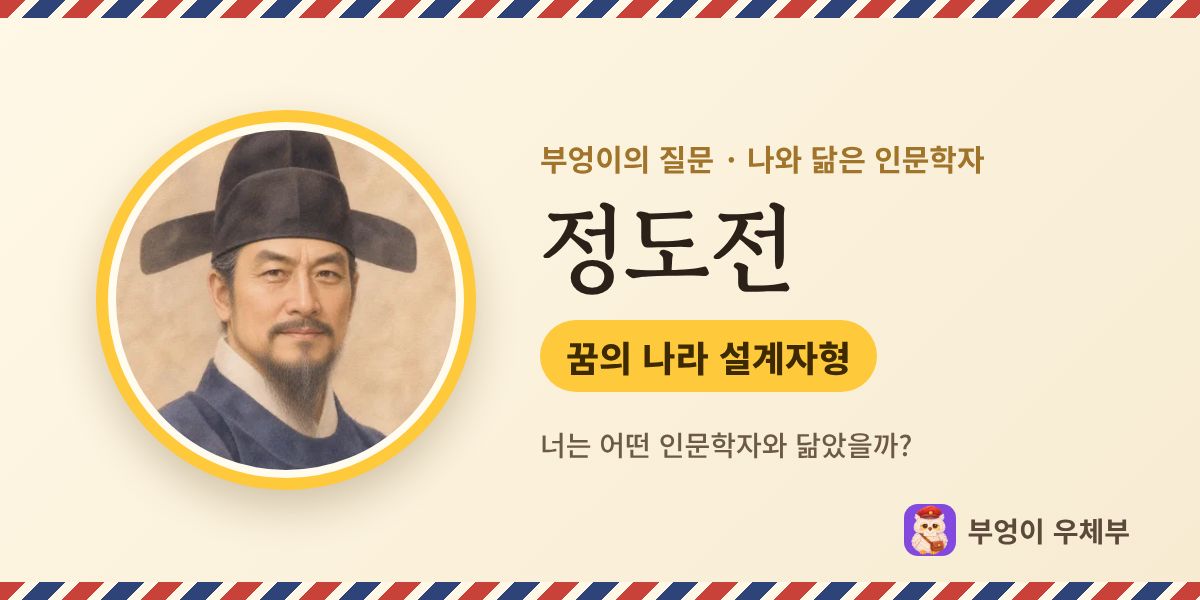 부엉이의 질문 · 나와 닮은 인문학자
정도전
꿈의 나라 설계자형
너는 어떤 인문학자와 닮았을까?
부엉이 우체부